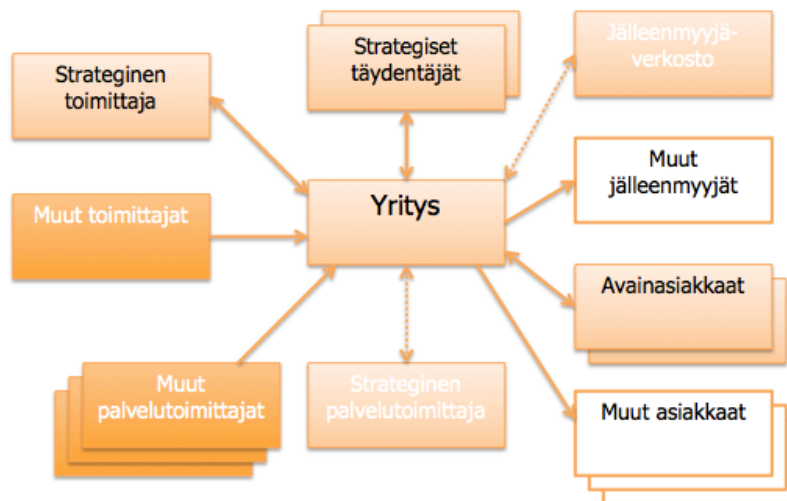 Strateginen
toimittaja
Strategiset
täydentäjät
Jälleenmyyjä-
verkosto
Muut
jälleenmyyjät
Muut toimittajat
Yritys
Avainasiakkaat
Muut
palvelutoimittajat
Strateginen
palvelutoimittaja
Muut asiakkaat